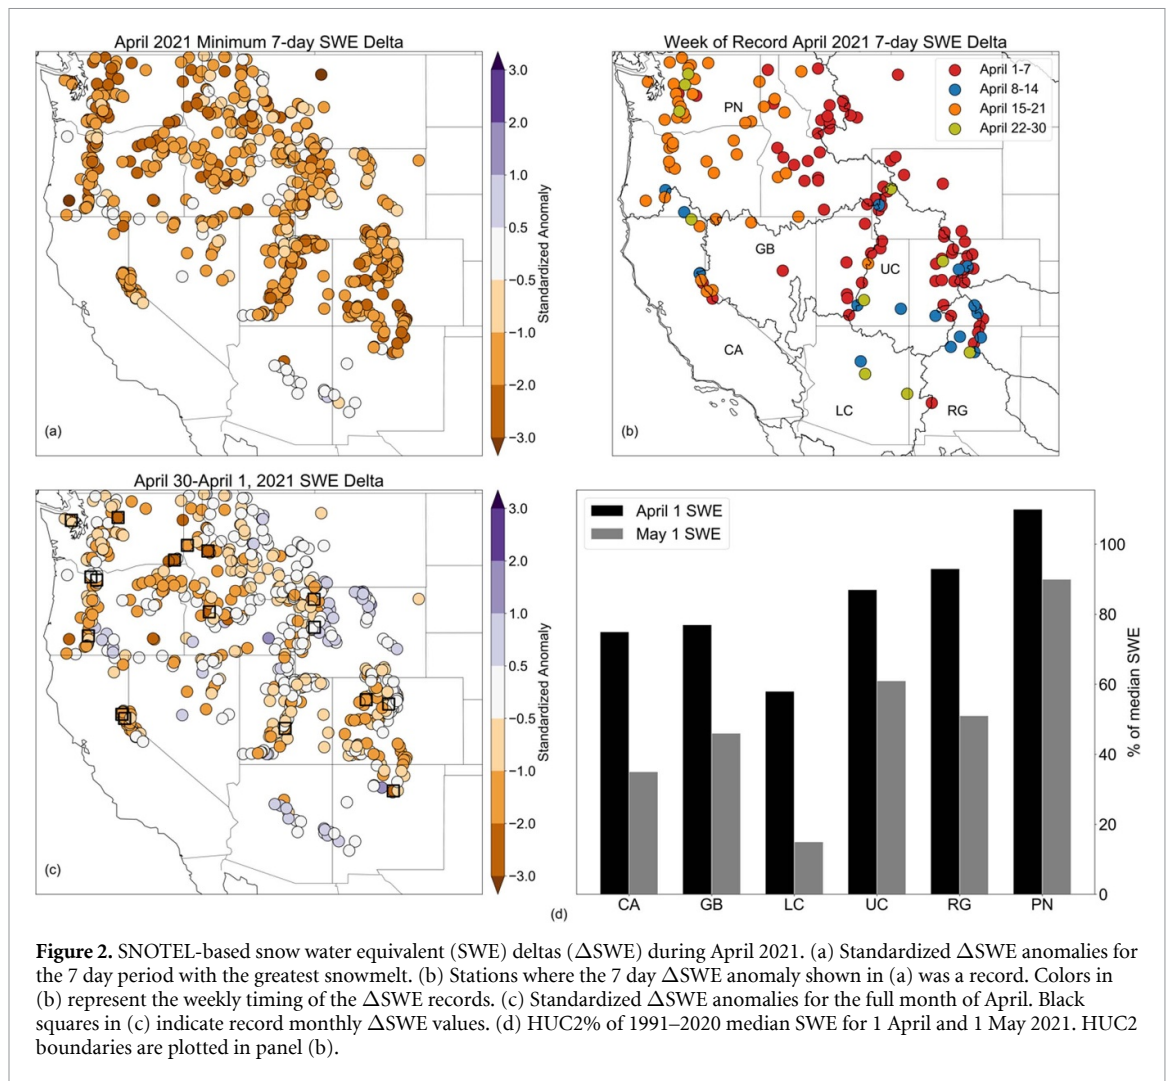 April 2021 Minimum 7-day SWE Delta
3.0
2.0
1.0
0.5
−0.5
−1.0
−2.0
−3.0
Standardized Anomaly
(a)
Week of Record April 2021 7-day SWE Delta
April 1-7
April 8-14
April 15-21
April 22-30
PN
GB
UC
CA
LC
RG
(b)
April 30-April 1, 2021 SWE Delta
3.0
2.0
1.0
0.5
−0.5
−1.0
−2.0
−3.0
Standardized Anomaly
(c)
April 1 SWE
May 1 SWE
100
80
60
40
20
0
% of median SWE
CA GB LC UC RG PN
(d)
Figure 2. SNOTEL-based snow water equivalent (SWE) deltas (ΔSWE) during April 2021. (a) Standardized ΔSWE anomalies for
the 7 day period with the greatest snowmelt. (b) Stations where the 7 day ΔSWE anomaly shown in (a) was a record. Colors in
(b) represent the weekly timing of the ΔSWE records. (c) Standardized ΔSWE anomalies for the full month of April. Black
squares in (c) indicate record monthly ΔSWE values. (d) HUC2% of 1991–2020 median SWE for 1 April and 1 May 2021. HUC2
boundaries are plotted in panel (b).